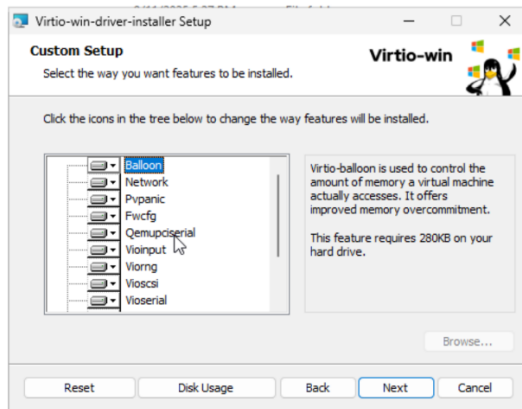 Virtio-win-driver-installer Setup
Custom Setup
Select the way you want features to be installed.
Virtio-win
Click the icons in the tree below to change the way features will be installed.
Balloon
Network
Pvpanic
Fwcfg
Qemupciserial
Vioinput
Viorng
Vioscsi
Vioserial
Virtio-balloon is used to control the
amount of memory a virtual machine
actually accesses. It offers
improved memory overcommitment.
This feature requires 280KB on your
hard drive.
Browse...
Reset
Disk Usage
Back
Next
Cancel